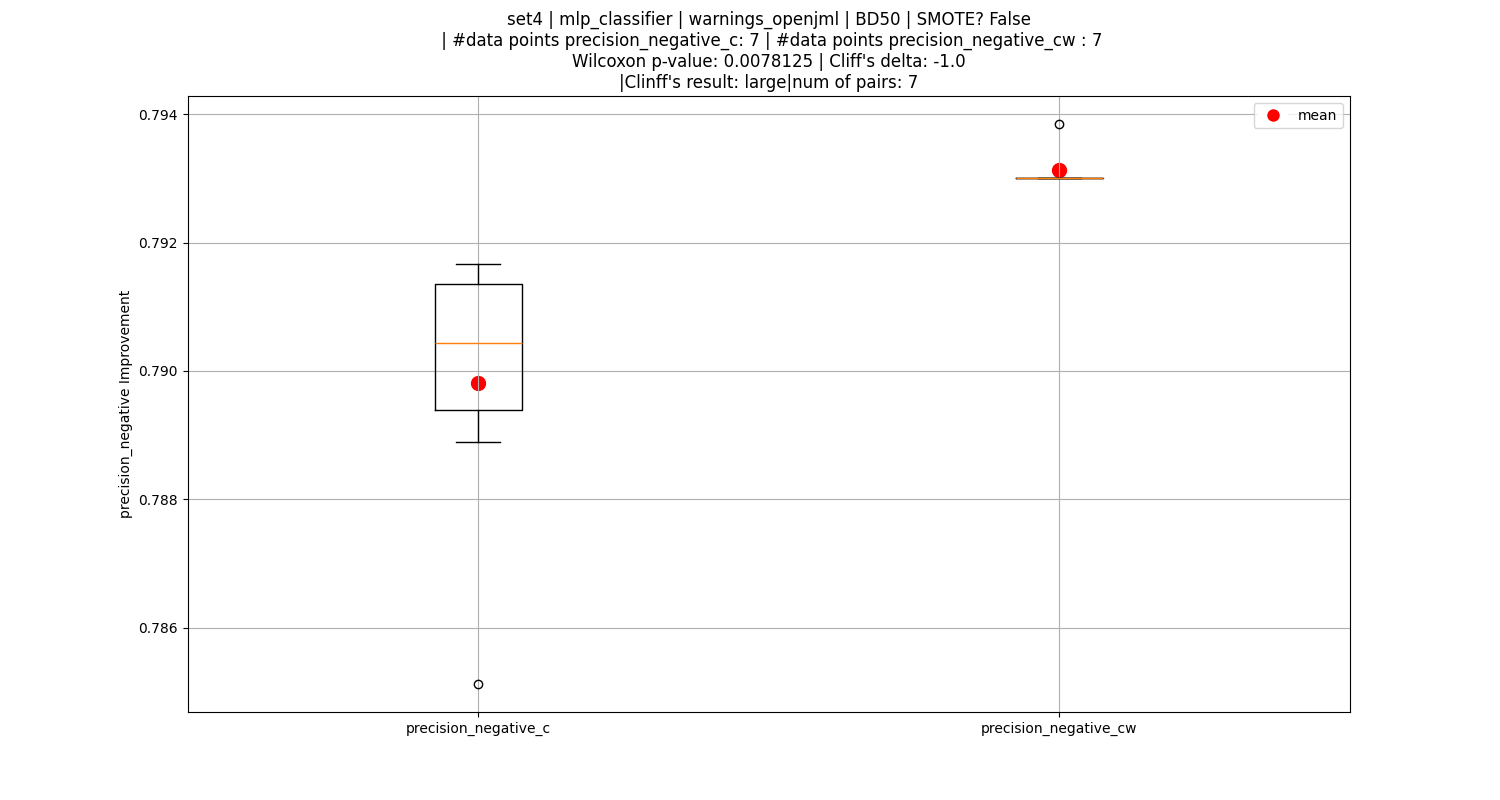 set4 | mlp_classifier | warnings_openjml | BD50 | SMOTE? False
| #data points precision_negative_c: 7 | #data points precision_negative_cw : 7
Wilcoxon p-value: 0.0078125 | Cliff's delta: -1.0
|Clinff's result: large|num of pairs: 7
mean
0.794
0.792
0.790
0.788
0.786
precision_negative Improvement
precision_negative_c
precision_negative_cw